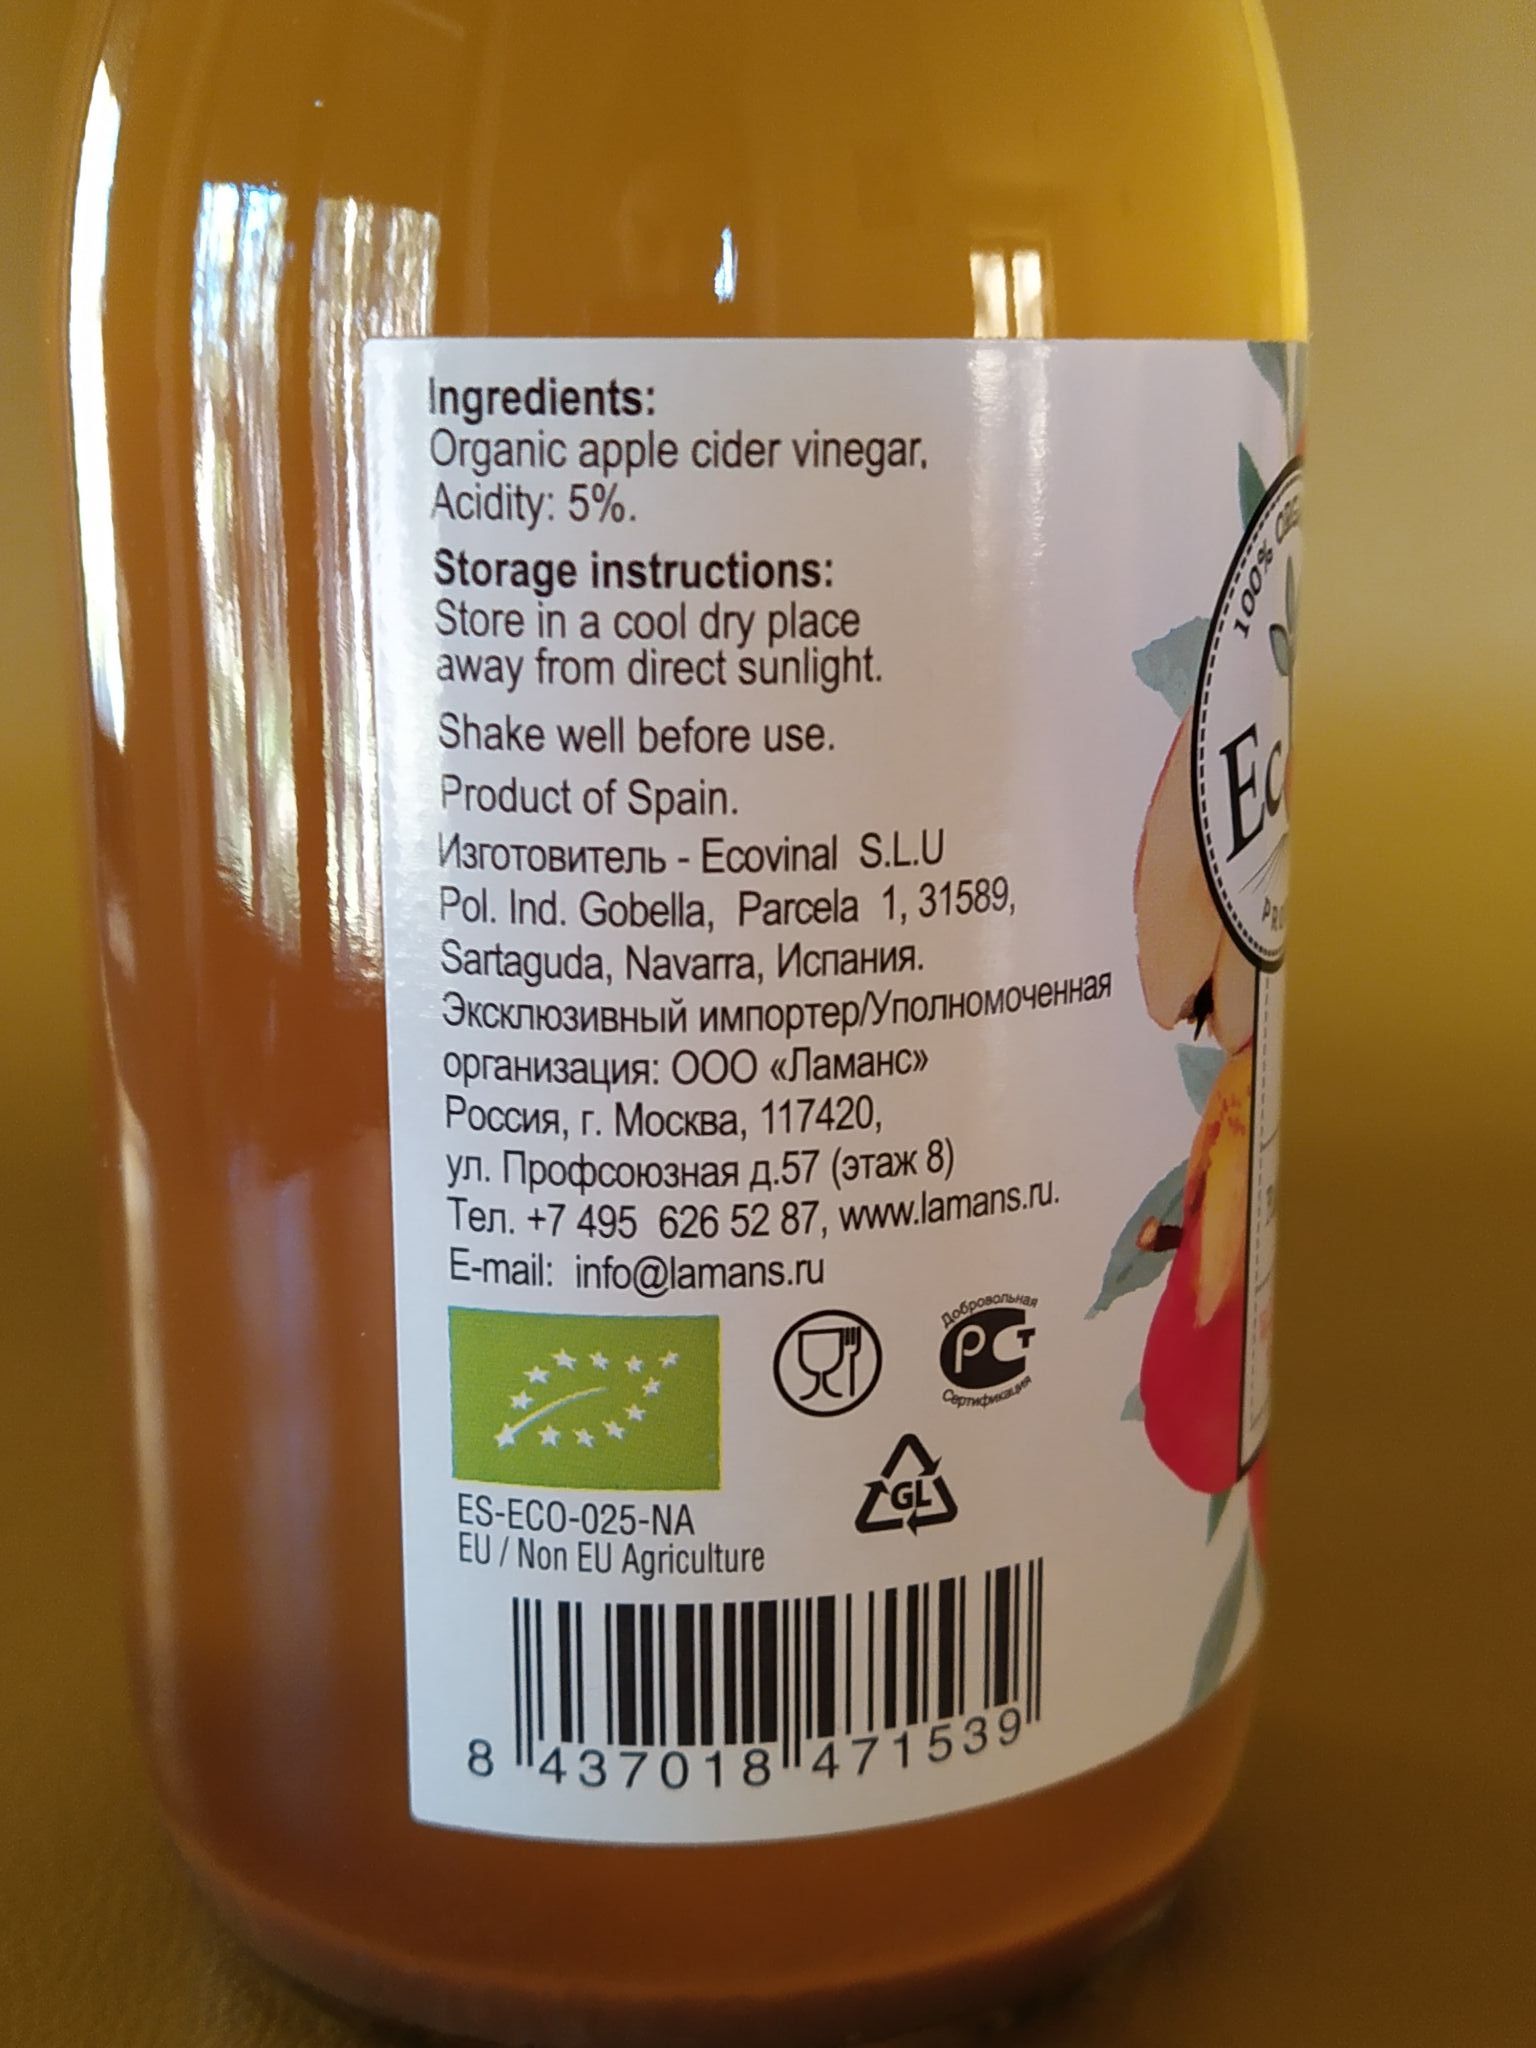 Ingredients:
Organic apple cider vinegar,
Acidity: 5%.
Storage instructions:
Store in a cool dry place
away from direct sunlight.
Shake well before use.
Product of Spain.
Изготовитель - Ecovinal S.L.U
Pol. Ind. Gobella, Parcela 1, 31589,
Sartaguda, Navarra, Испания.
Эксклюзивный импортер/Уполномоченная
организация: ООО «Ламанс»
Россия, г. Москва, 117420,
ул. Профсоюзная д.57 (этаж 8)
Тел. +7 495 626 52 87, www.lamans.ru.
E-mail: info@lamans.ru
Добровольная
РСТ
Сертификация
GL
ES-ECO-025-NA
EU / Non EU Agriculture
8 437018 471539
100%